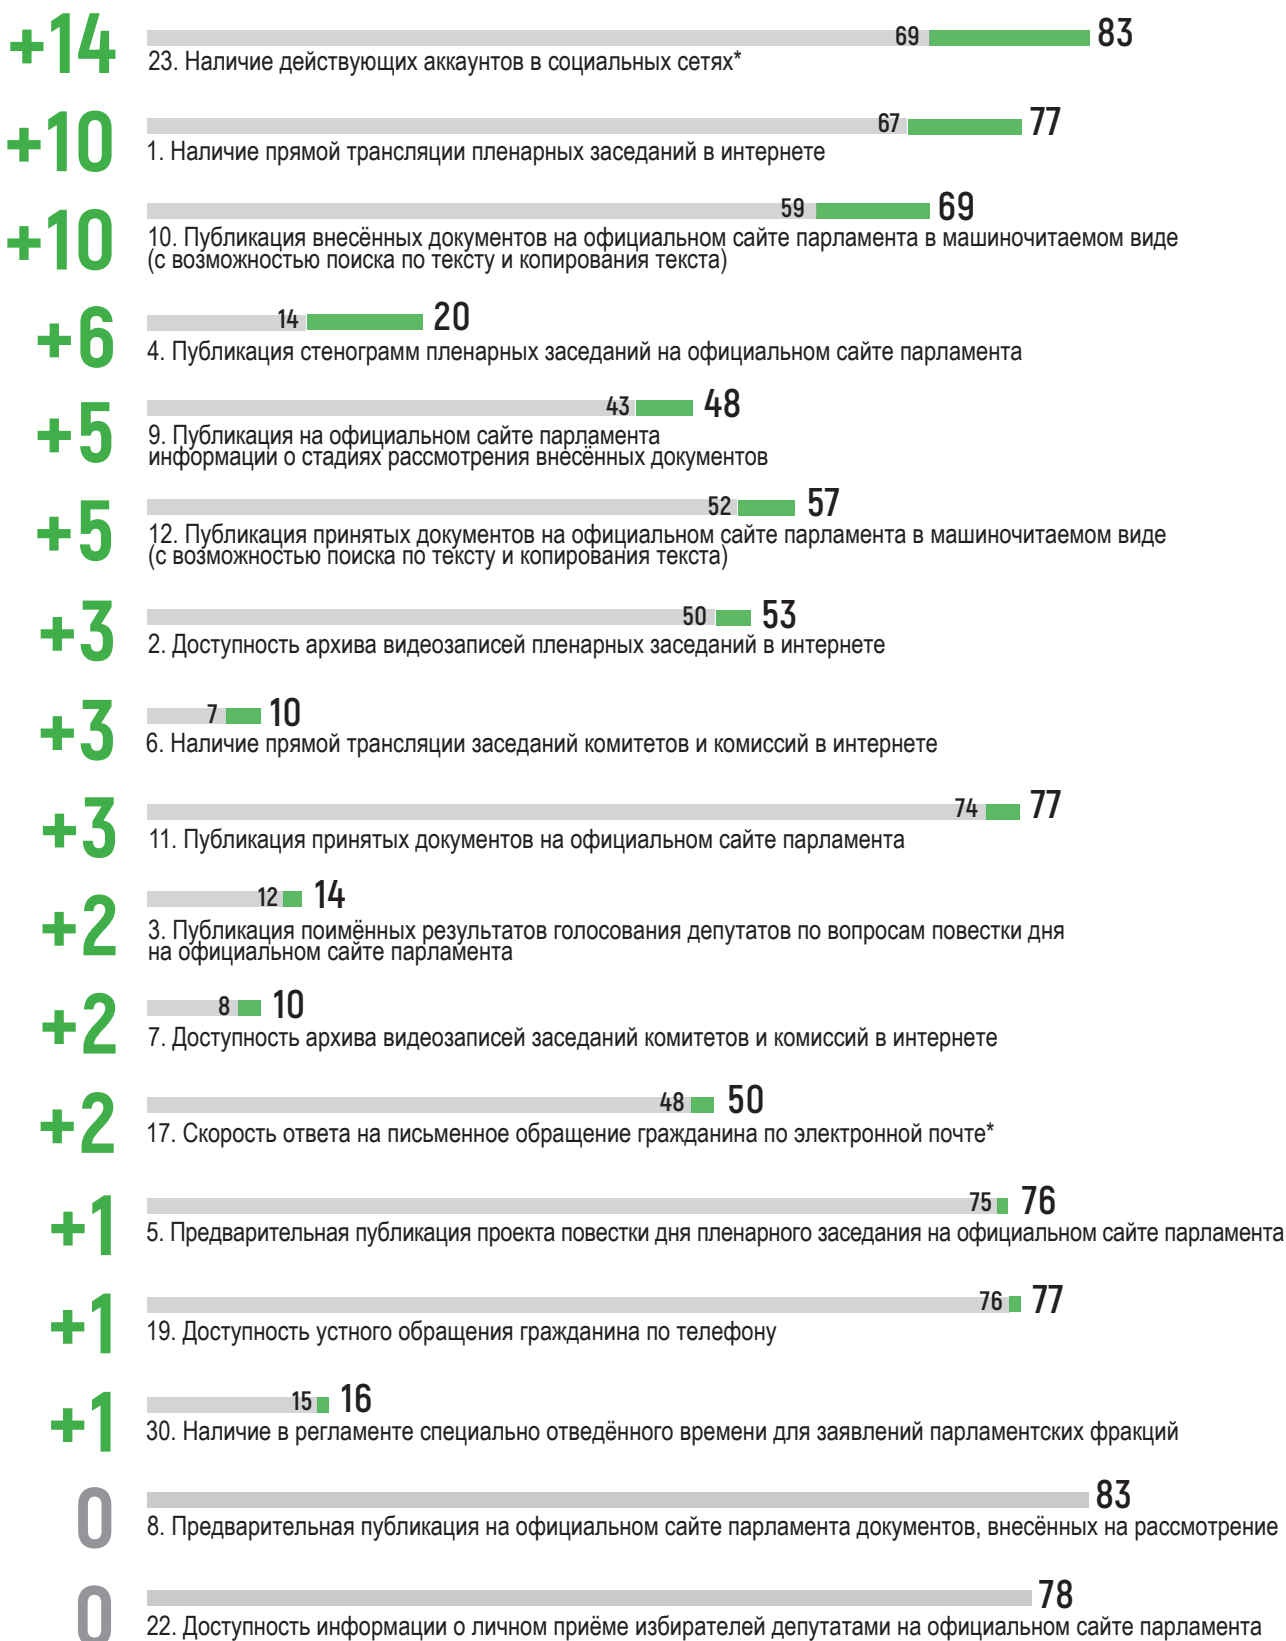 +14
69
83
23. Наличие действующих аккаунтов в социальных сетях*
+10
67
77
1. Наличие прямой трансляции пленарных заседаний в интернете
+10
59
69
10. Публикация внесённых документов на официальном сайте парламента в машиночитаемом виде
(с возможностью поиска по тексту и копирования текста)
+6
14
20
4. Публикация стенограмм пленарных заседаний на официальном сайте парламента
+5
43
48
9. Публикация на официальном сайте парламента
информации о стадиях рассмотрения внесённых документов
+5
52
57
12. Публикация принятых документов на официальном сайте парламента в машиночитаемом виде
(с возможностью поиска по тексту и копирования текста)
+3
50
53
2. Доступность архива видеозаписей пленарных заседаний в интернете
+3
7
10
6. Наличие прямой трансляции заседаний комитетов и комиссий в интернете
+3
74
77
11. Публикация принятых документов на официальном сайте парламента
+2
12
14
3. Публикация поимённых результатов голосования депутатов по вопросам повестки дня
на официальном сайте парламента
+2
8
10
7. Доступность архива видеозаписей заседаний комитетов и комиссий в интернете
+2
48
50
17. Скорость ответа на письменное обращение гражданина по электронной почте*
+1
75
76
5. Предварительная публикация проекта повестки дня пленарного заседания на официальном сайте парламента
+1
76
77
19. Доступность устного обращения гражданина по телефону
+1
15
16
30. Наличие в регламенте специально отведённого времени для заявлений парламентских фракций
0
83
8. Предварительная публикация на официальном сайте парламента документов, внесённых на рассмотрение
0
78
22. Доступность информации о личном приёме избирателей депутатами на официальном сайте парламента